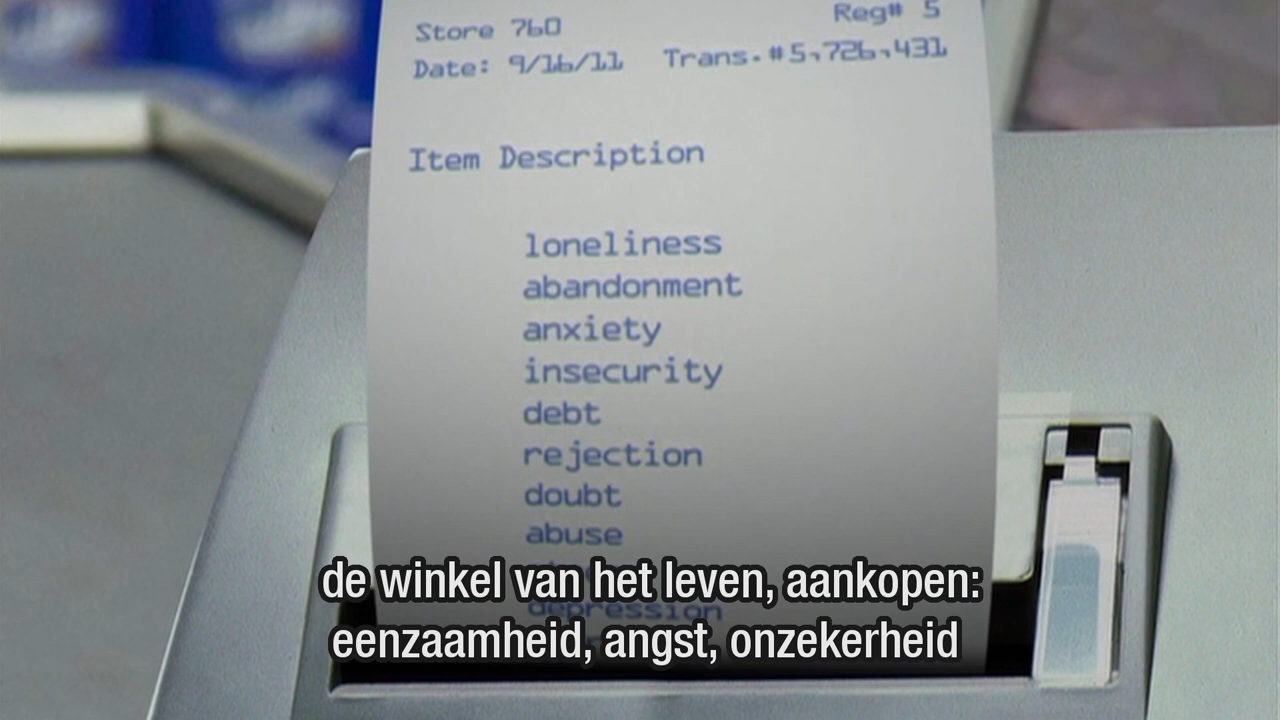 Store 760 Reg# 5
Date: 9/16/11 Trans.#5,726,431
Item Description
loneliness
abandonment
anxiety
insecurity
debt
rejection
doubt
abuse
depression
de winkel van het leven, aankopen:
eenzaamheid, angst, onzekerheid